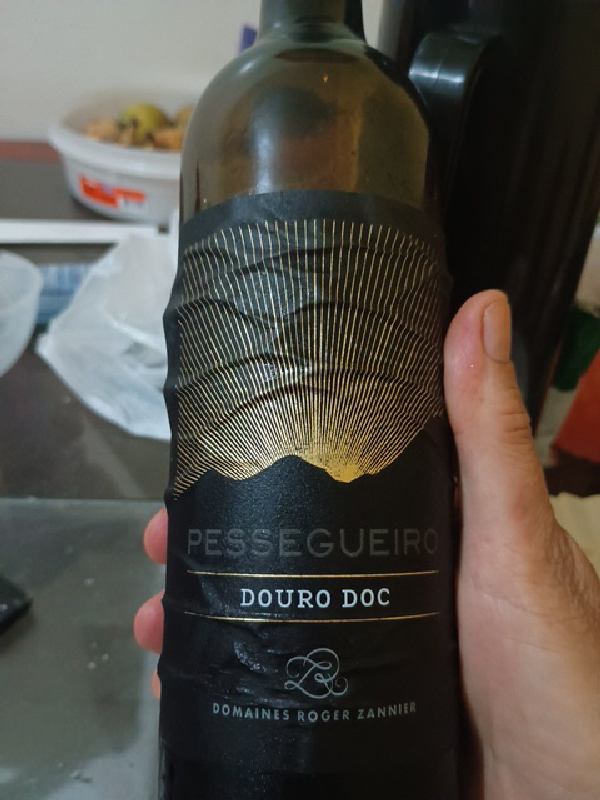 PESSEGUEIRO
DOURO DOC
DOMAINES ROGER ZANNIER